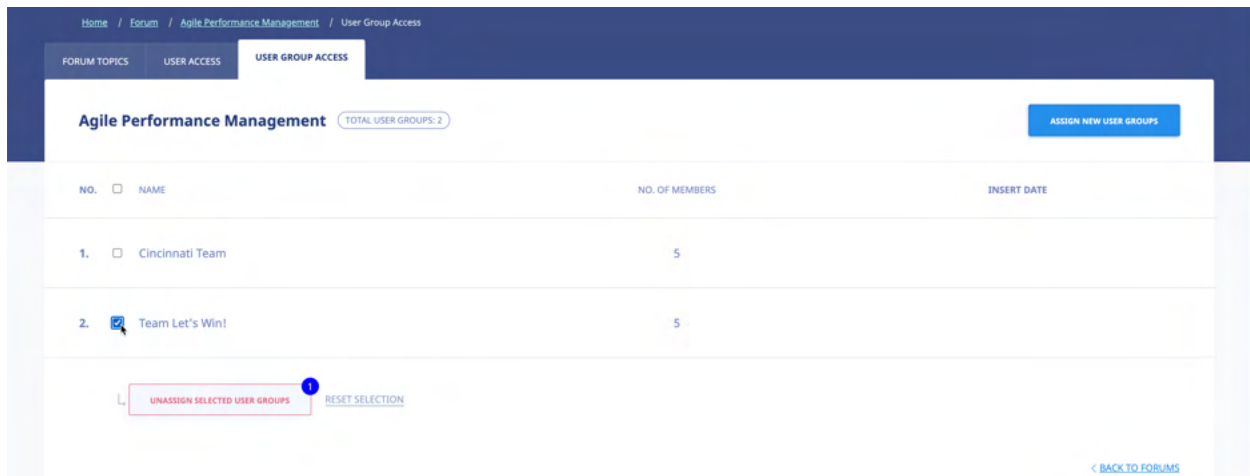 Home / Forum / Agile Performance Management / User Group Access
FORUM TOPICS USER ACCESS USER GROUP ACCESS
Agile Performance Management TOTAL USER GROUPS: 2 ASSIGN NEW USER GROUPS
NO. NAME NO. OF MEMBERS INSERT DATE
1. Cincinnati Team 5
2. Team Let's Win! 5
UNASSIGN SELECTED USER GROUPS 1 RESET SELECTION
< BACK TO FORUMS